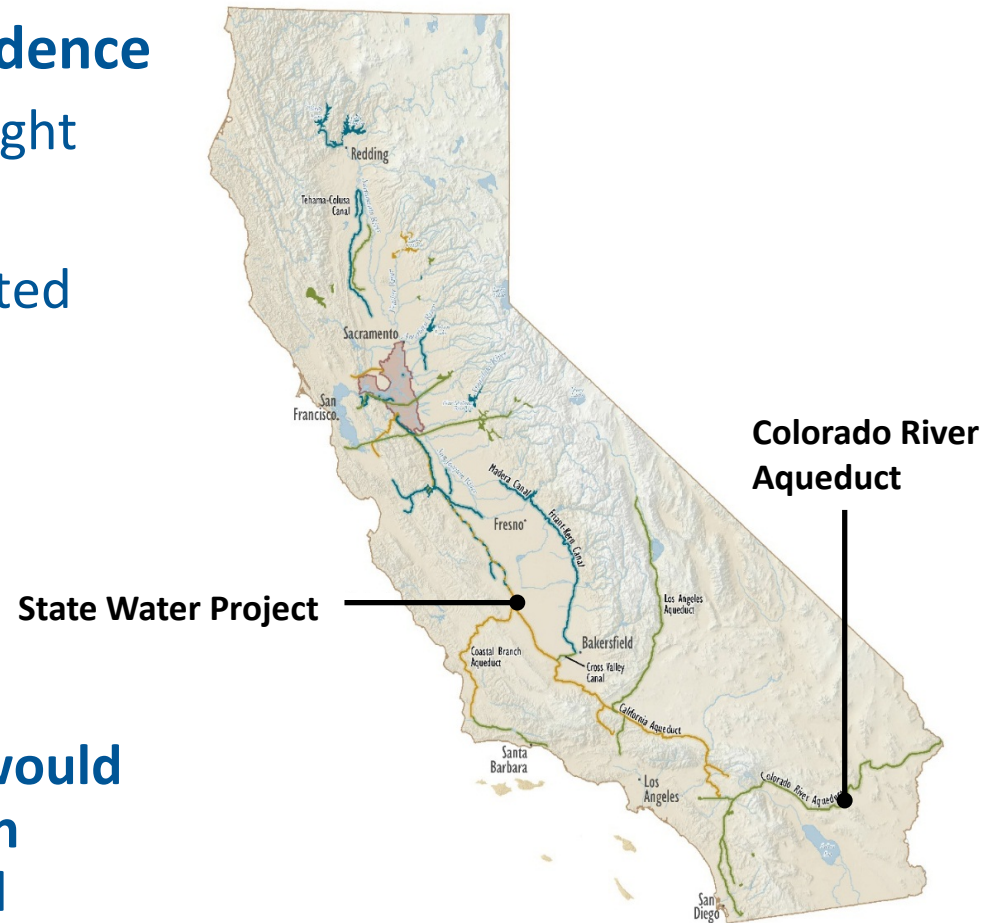 dence
ght
ted
would
n
Redding
Tehama-Colusa
Canal
Sacramento
San
Francisco
Madera Canal
Friant-Kern Canal
Fresno
Colorado River
Aqueduct
State Water Project
Los Angeles
Aqueduct
Coastal Branch
Aqueduct
Bakersfield
Cross Valley
Canal
California Aqueduct
Santa
Barbara
Los
Angeles
Colorado River Aqueduct
San
Diego